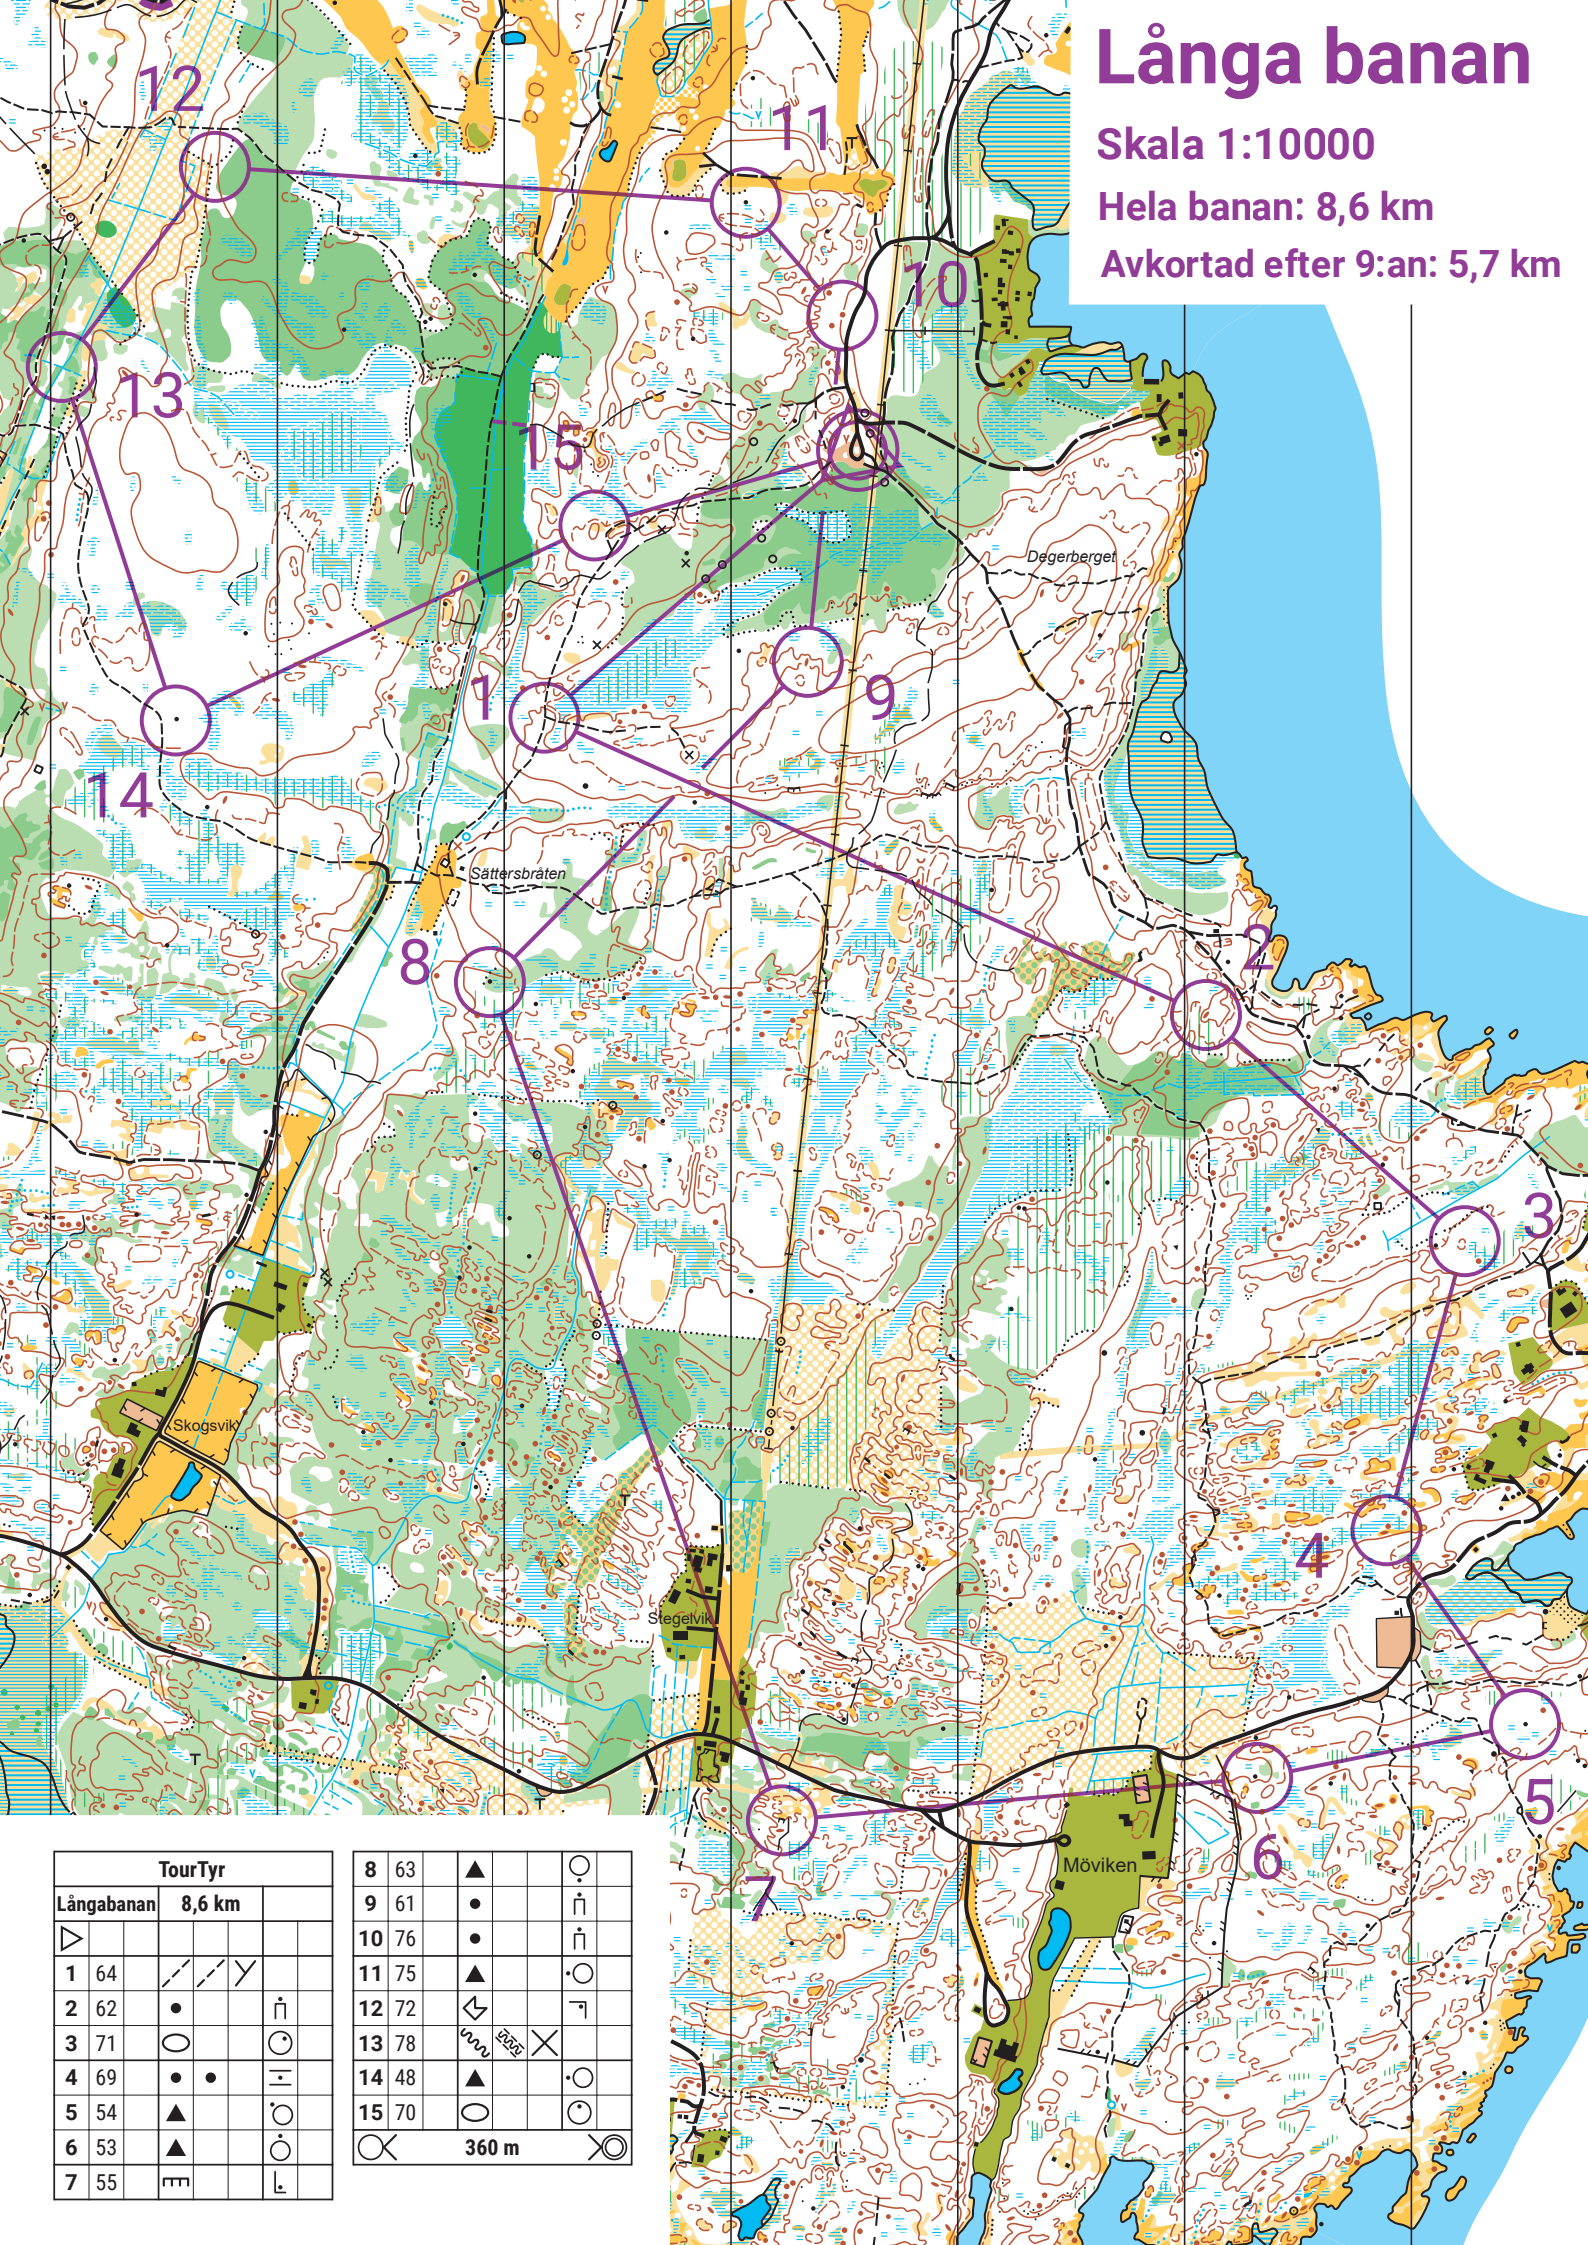 Långa banan
Skala 1:10000
Hela banan: 8,6 km
Avkortad efter 9:an: 5,7 km
12
11
10
13
15
Degerberget
1
9
14
Sättersbråten
8
2
3
Skogsvik
4
Stegelvik
5
6
Möviken
7
TourTyr
Långabanan 8,6 km
1 64
2 62
3 71
4 69
5 54
6 53
7 55
8 63
9 61
10 76
11 75
12 72
13 78
14 48
15 70
360 m